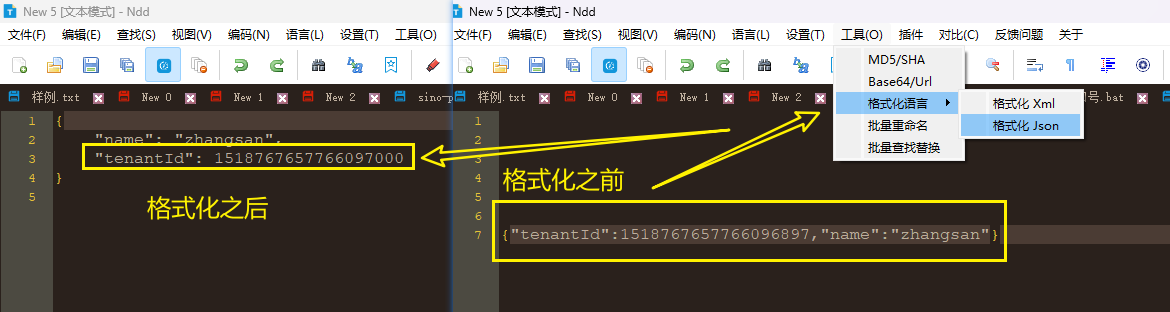 New 5 [文本模式] - Ndd
文件(F) 编辑(E) 查找(S) 视图(V) 编码(N) 语言(L) 设置(T) 工具(O)
样例.txt New 0 New 1 New 2
1 {
2 "name": "zhangsan",
3 "tenantId": 1518767657766097000
4 }
5
格式化之后
New 5 [文本模式] - Ndd
文件(F) 编辑(E) 查找(S) 视图(V) 编码(N) 语言(L) 设置(T) 工具(O) 插件 对比(C) 反馈问题 关于
样例.txt New 0 New 1 New 2
MD5/SHA
Base64/Url
格式化语言
批量重命名
批量查找替换
格式化 Xml
格式化 Json
1
2
格式化之前
5
6
7 {"tenantId":1518767657766096897,"name":"zhangsan"}